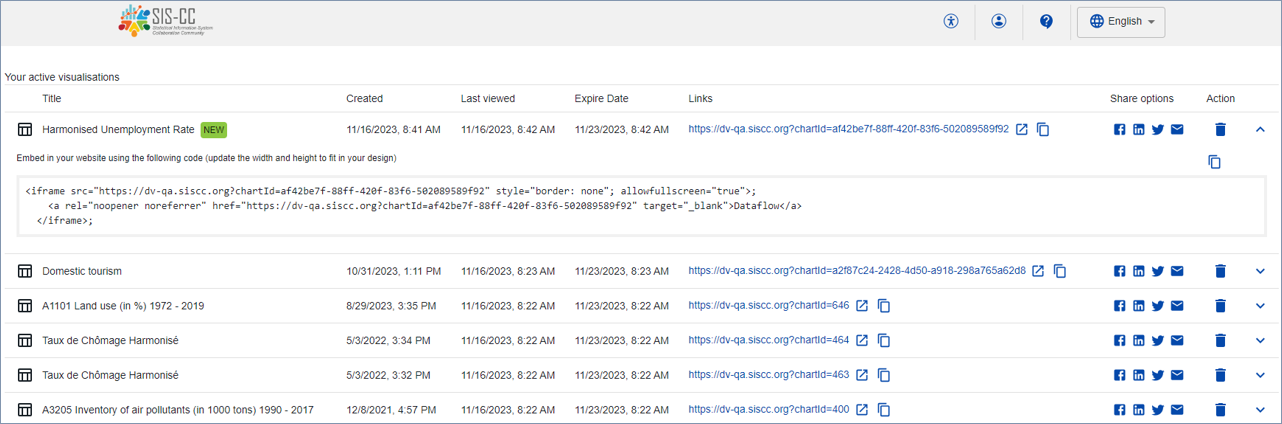 SIS-CC
Statistical Information System
Collaboration Community
English
Your active visualisations
Title Created Last viewed Expire Date Links Share options Action
Harmonised Unemployment Rate NEW 11/16/2023, 8:41 AM 11/16/2023, 8:42 AM 11/23/2023, 8:42 AM https://dv-qa.siscc.org?chartId=af42be7f-88ff-420f-83f6-502089589f92
Embed in your website using the following code (update the width and height to fit in your design)
<iframe src="https://dv-qa.siscc.org?chartId=af42be7f-88ff-420f-83f6-502089589f92" style="border: none"; allowfullscreen="true">;
<a rel="noopener noreferrer" href="https://dv-qa.siscc.org?chartId=af42be7f-88ff-420f-83f6-502089589f92" target="_blank">Dataflow</a>
</iframe>;
Domestic tourism 10/31/2023, 1:11 PM 11/16/2023, 8:23 AM 11/23/2023, 8:23 AM https://dv-qa.siscc.org?chartId=a2f87c24-2428-4d50-a918-298a765a62d8
A1101 Land use (in %) 1972 - 2019 8/29/2023, 3:35 PM 11/16/2023, 8:22 AM 11/23/2023, 8:22 AM https://dv-qa.siscc.org?chartId=646
Taux de Chômage Harmonisé 5/3/2022, 3:34 PM 11/16/2023, 8:22 AM 11/23/2023, 8:22 AM https://dv-qa.siscc.org?chartId=464
Taux de Chômage Harmonisé 5/3/2022, 3:32 PM 11/16/2023, 8:22 AM 11/23/2023, 8:22 AM https://dv-qa.siscc.org?chartId=463
A3205 Inventory of air pollutants (in 1000 tons) 1990 - 2017 12/8/2021, 4:57 PM 11/16/2023, 8:22 AM 11/23/2023, 8:22 AM https://dv-qa.siscc.org?chartId=400